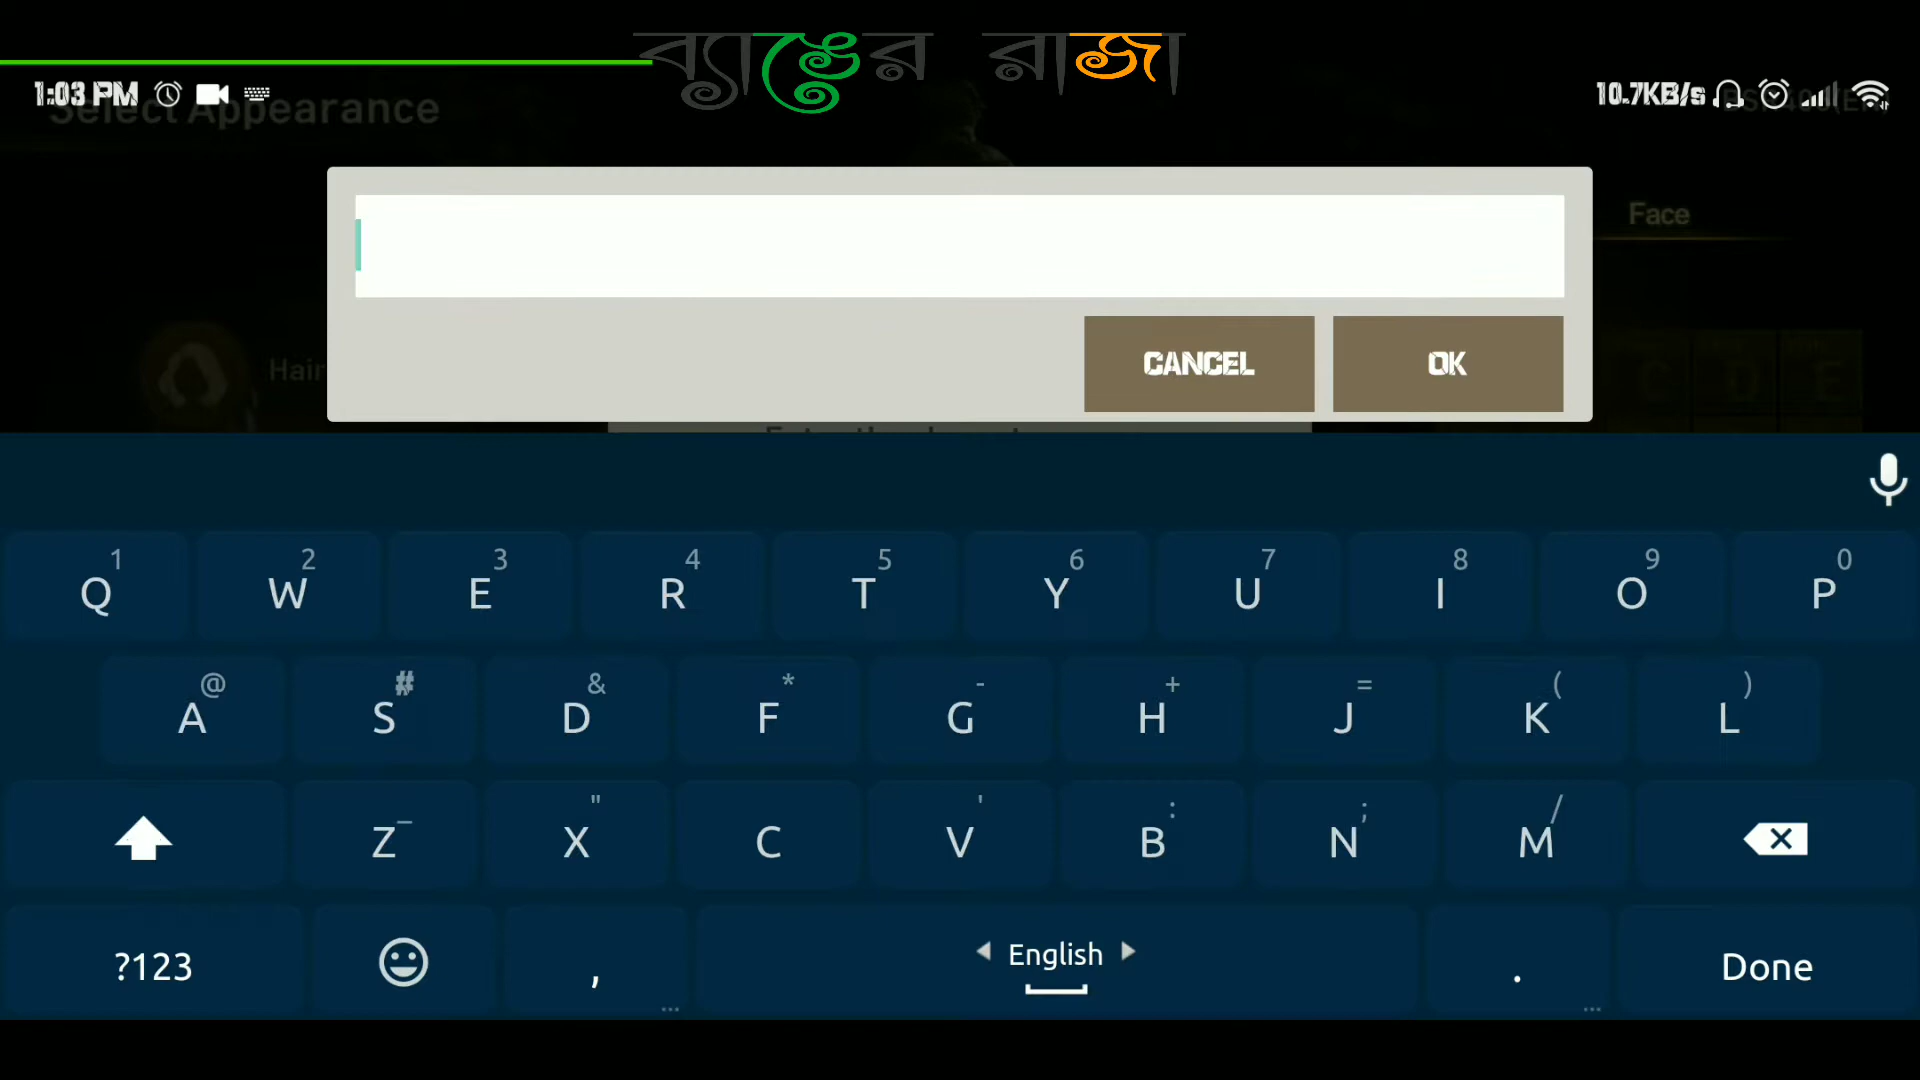 ব্যাঙের রাজা
1:03 PM
10.7KB/s
Select Appearance
Face
Hair
CANCEL
OK
1 2 3 4 5 6 7 8 9 0
Q W E R T Y U I O P
@ # & * - + = ( )
A S D F G H J K L
_ " ' : ; /
Z X C V B N M
?123 , English . Done